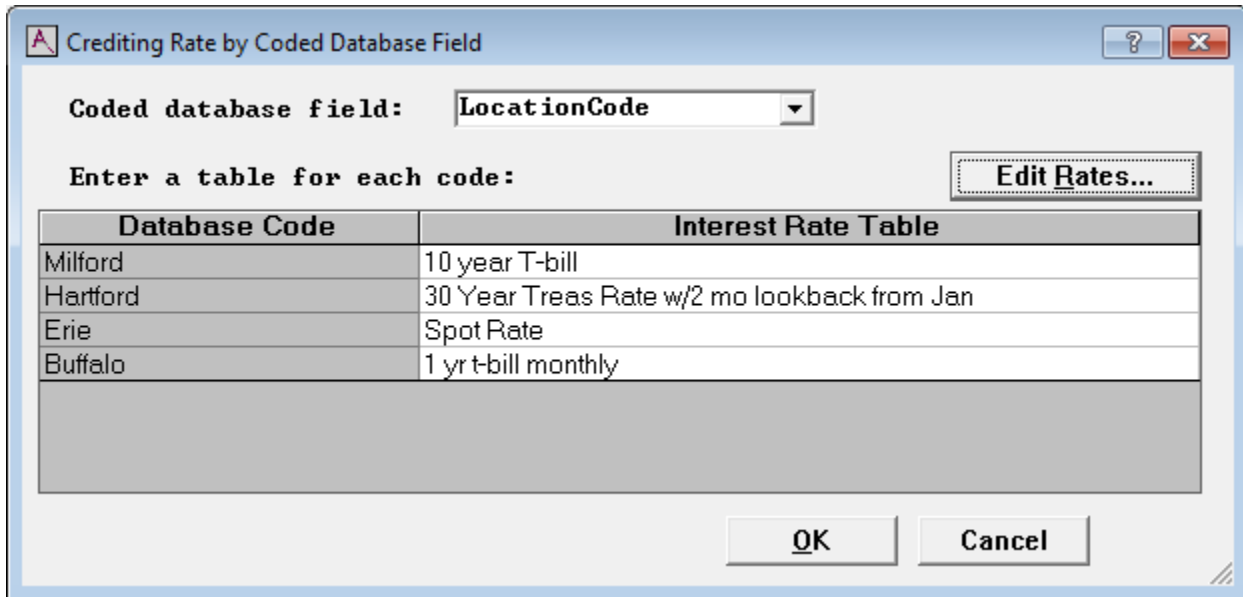 Crediting Rate by Coded Database Field
Coded database field: LocationCode
Enter a table for each code: Edit Rates...
Database Code Interest Rate Table
Milford 10 year T-bill
Hartford 30 Year Treas Rate w/2 mo lookback from Jan
Erie Spot Rate
Buffalo 1 yr t-bill monthly
OK Cancel